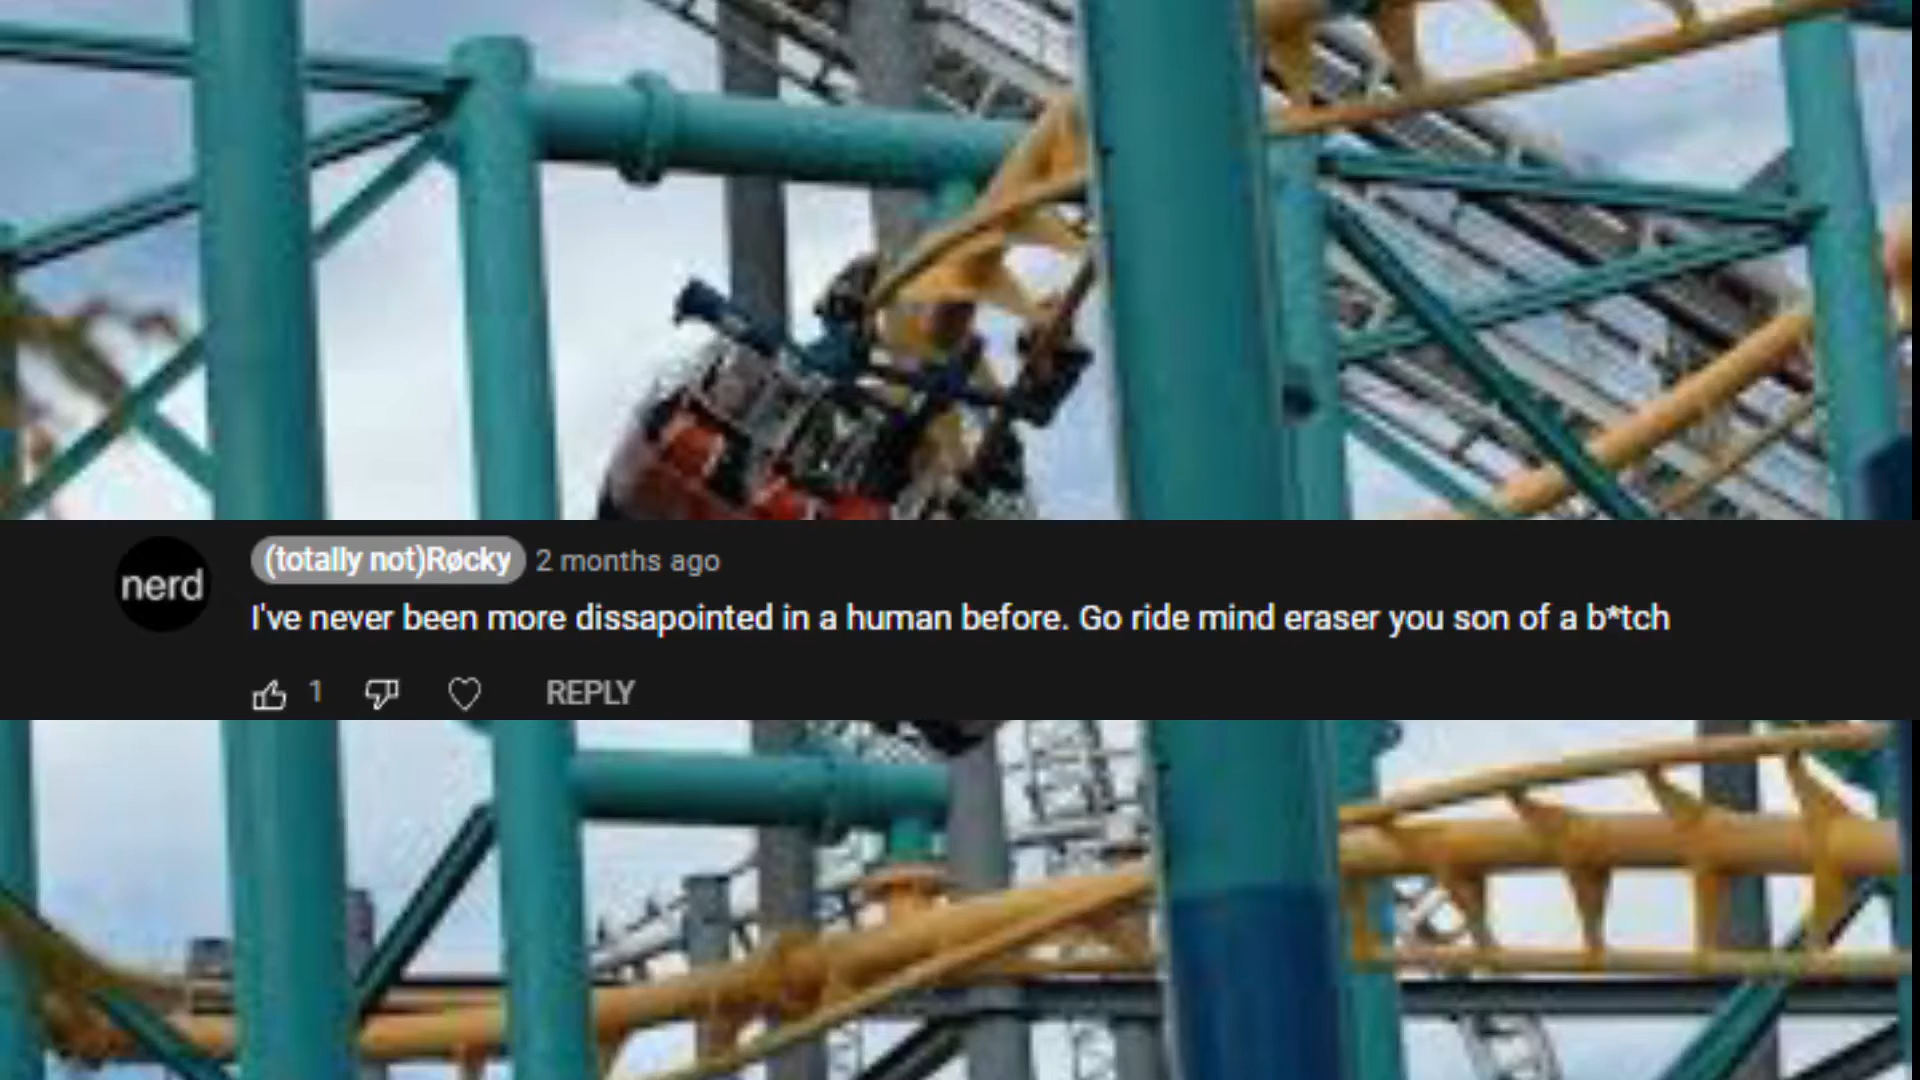 nerd
(totally not)Røcky 2 months ago
I've never been more dissapointed in a human before. Go ride mind eraser you son of a b*tch
1 REPLY